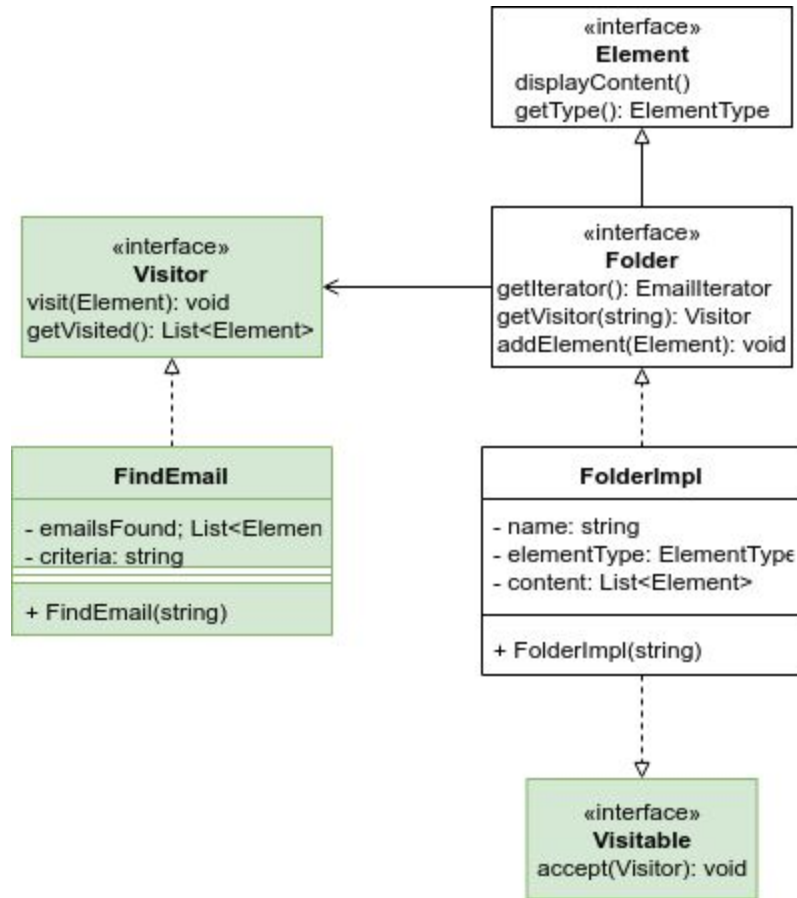 «interface»
Element
displayContent()
getType(): ElementType
«interface»
Visitor
visit(Element): void
getVisited(): List<Element>
«interface»
Folder
getIterator(): EmailIterator
getVisitor(string): Visitor
addElement(Element): void
FindEmail
- emailsFound; List<Elemen
- criteria: string
+ FindEmail(string)
FolderImpl
- name: string
- elementType: ElementType
- content: List<Element>
+ FolderImpl(string)
«interface»
Visitable
accept(Visitor): void